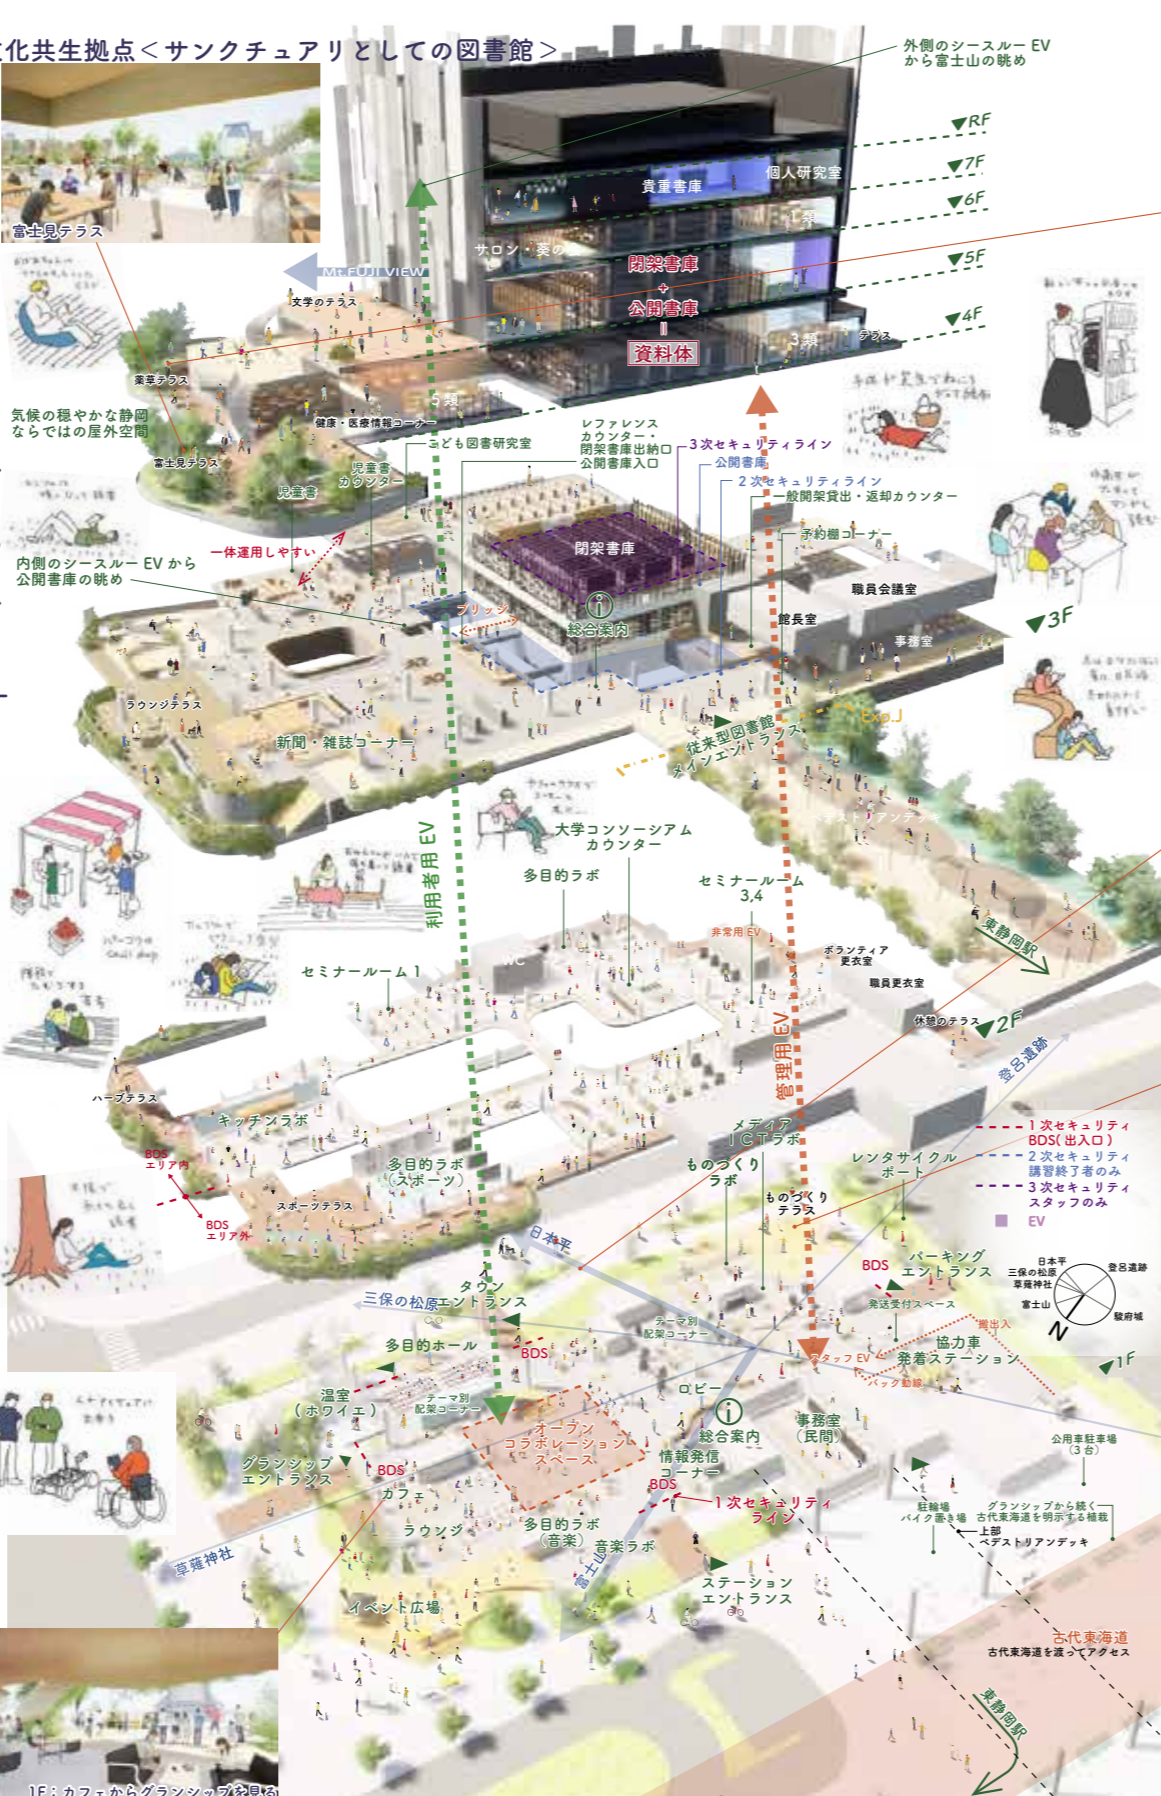 化共生拠点＜サンクチュアリとしての図書館＞
外側のシースルー EV
から富士山の眺め
富士見テラス
▼RF
▼7F
▼6F
▼5F
▼4F
貴重書庫
個人研究室
1類
サロン・薬の
閉架書庫
+
公開書庫
=
資料体
3類
テラス
Mt.FUJI VIEW
文学のテラス
薬草テラス
5類
健康・医療情報コーナー
気候の穏やかな静岡
ならではの屋外空間
富士見テラス
児童書
児童書
カウンター
こども図書研究室
レファレンス
カウンター・
閉架書庫出納口
公開書庫入口
3次セキュリティライン
公開書庫
2次セキュリティライン
一般開架貸出・返却カウンター
予約棚コーナー
一体運用しやすい
内側のシースルー EV から
公開書庫の眺め
閉架書庫
ブリッジ
総合案内
職員会議室
館長室
事務室
▼3F
ラウンジテラス
新聞・雑誌コーナー
従来型図書館
メインエントランス
Exp.J
ペデストリアンデッキ
東静岡駅
利用者用 EV
大学コンソーシアム
カウンター
多目的ラボ
セミナールーム
3,4
非常用 EV
WC
セミナールーム 1
ボランティア
更衣室
職員更衣室
休憩のテラス
▼2F
管理用 EV
登呂遺跡
ハーブテラス
キッチンラボ
BDS
エリア内
BDS
エリア外
多目的ラボ
(スポーツ)
スポーツテラス
メディア
ICTラボ
ものづくり
ラボ
ものづくり
テラス
レンタサイクル
ポート
1次セキュリティ
BDS(出入口)
2次セキュリティ
講習終了者のみ
3次セキュリティ
スタッフのみ
EV
日本平
三保の松原
草薙神社
富士山
登呂遺跡
駿府城
N
日本平
三保の松原
タウン
エントランス
BDS
パーキング
エントランス
発送受付スペース
搬出入
テーマ別
配架コーナー
多目的ホール
BDS
スタッフ EV
バック動線
協力車
発着ステーション
▼1F
温室
(ホワイエ)
テーマ別
配架コーナー
オープン
コラボレーション
スペース
ロビー
総合案内
情報発信
コーナー
事務室
(民間)
公用車駐車場
(3台)
グランシップ
エントランス
BDS
カフェ
BDS
1次セキュリティ
ライン
ラウンジ
多目的ラボ
(音楽)
音楽ラボ
駐輪場
バイク置き場
グランシップから続く
古代東海道を明示する植栽
上部
ペデストリアンデッキ
草薙神社
富士山
ステーション
エントランス
イベント広場
古代東海道
古代東海道を渡ってアクセス
東静岡駅
1F：カフェからグランシップを見る